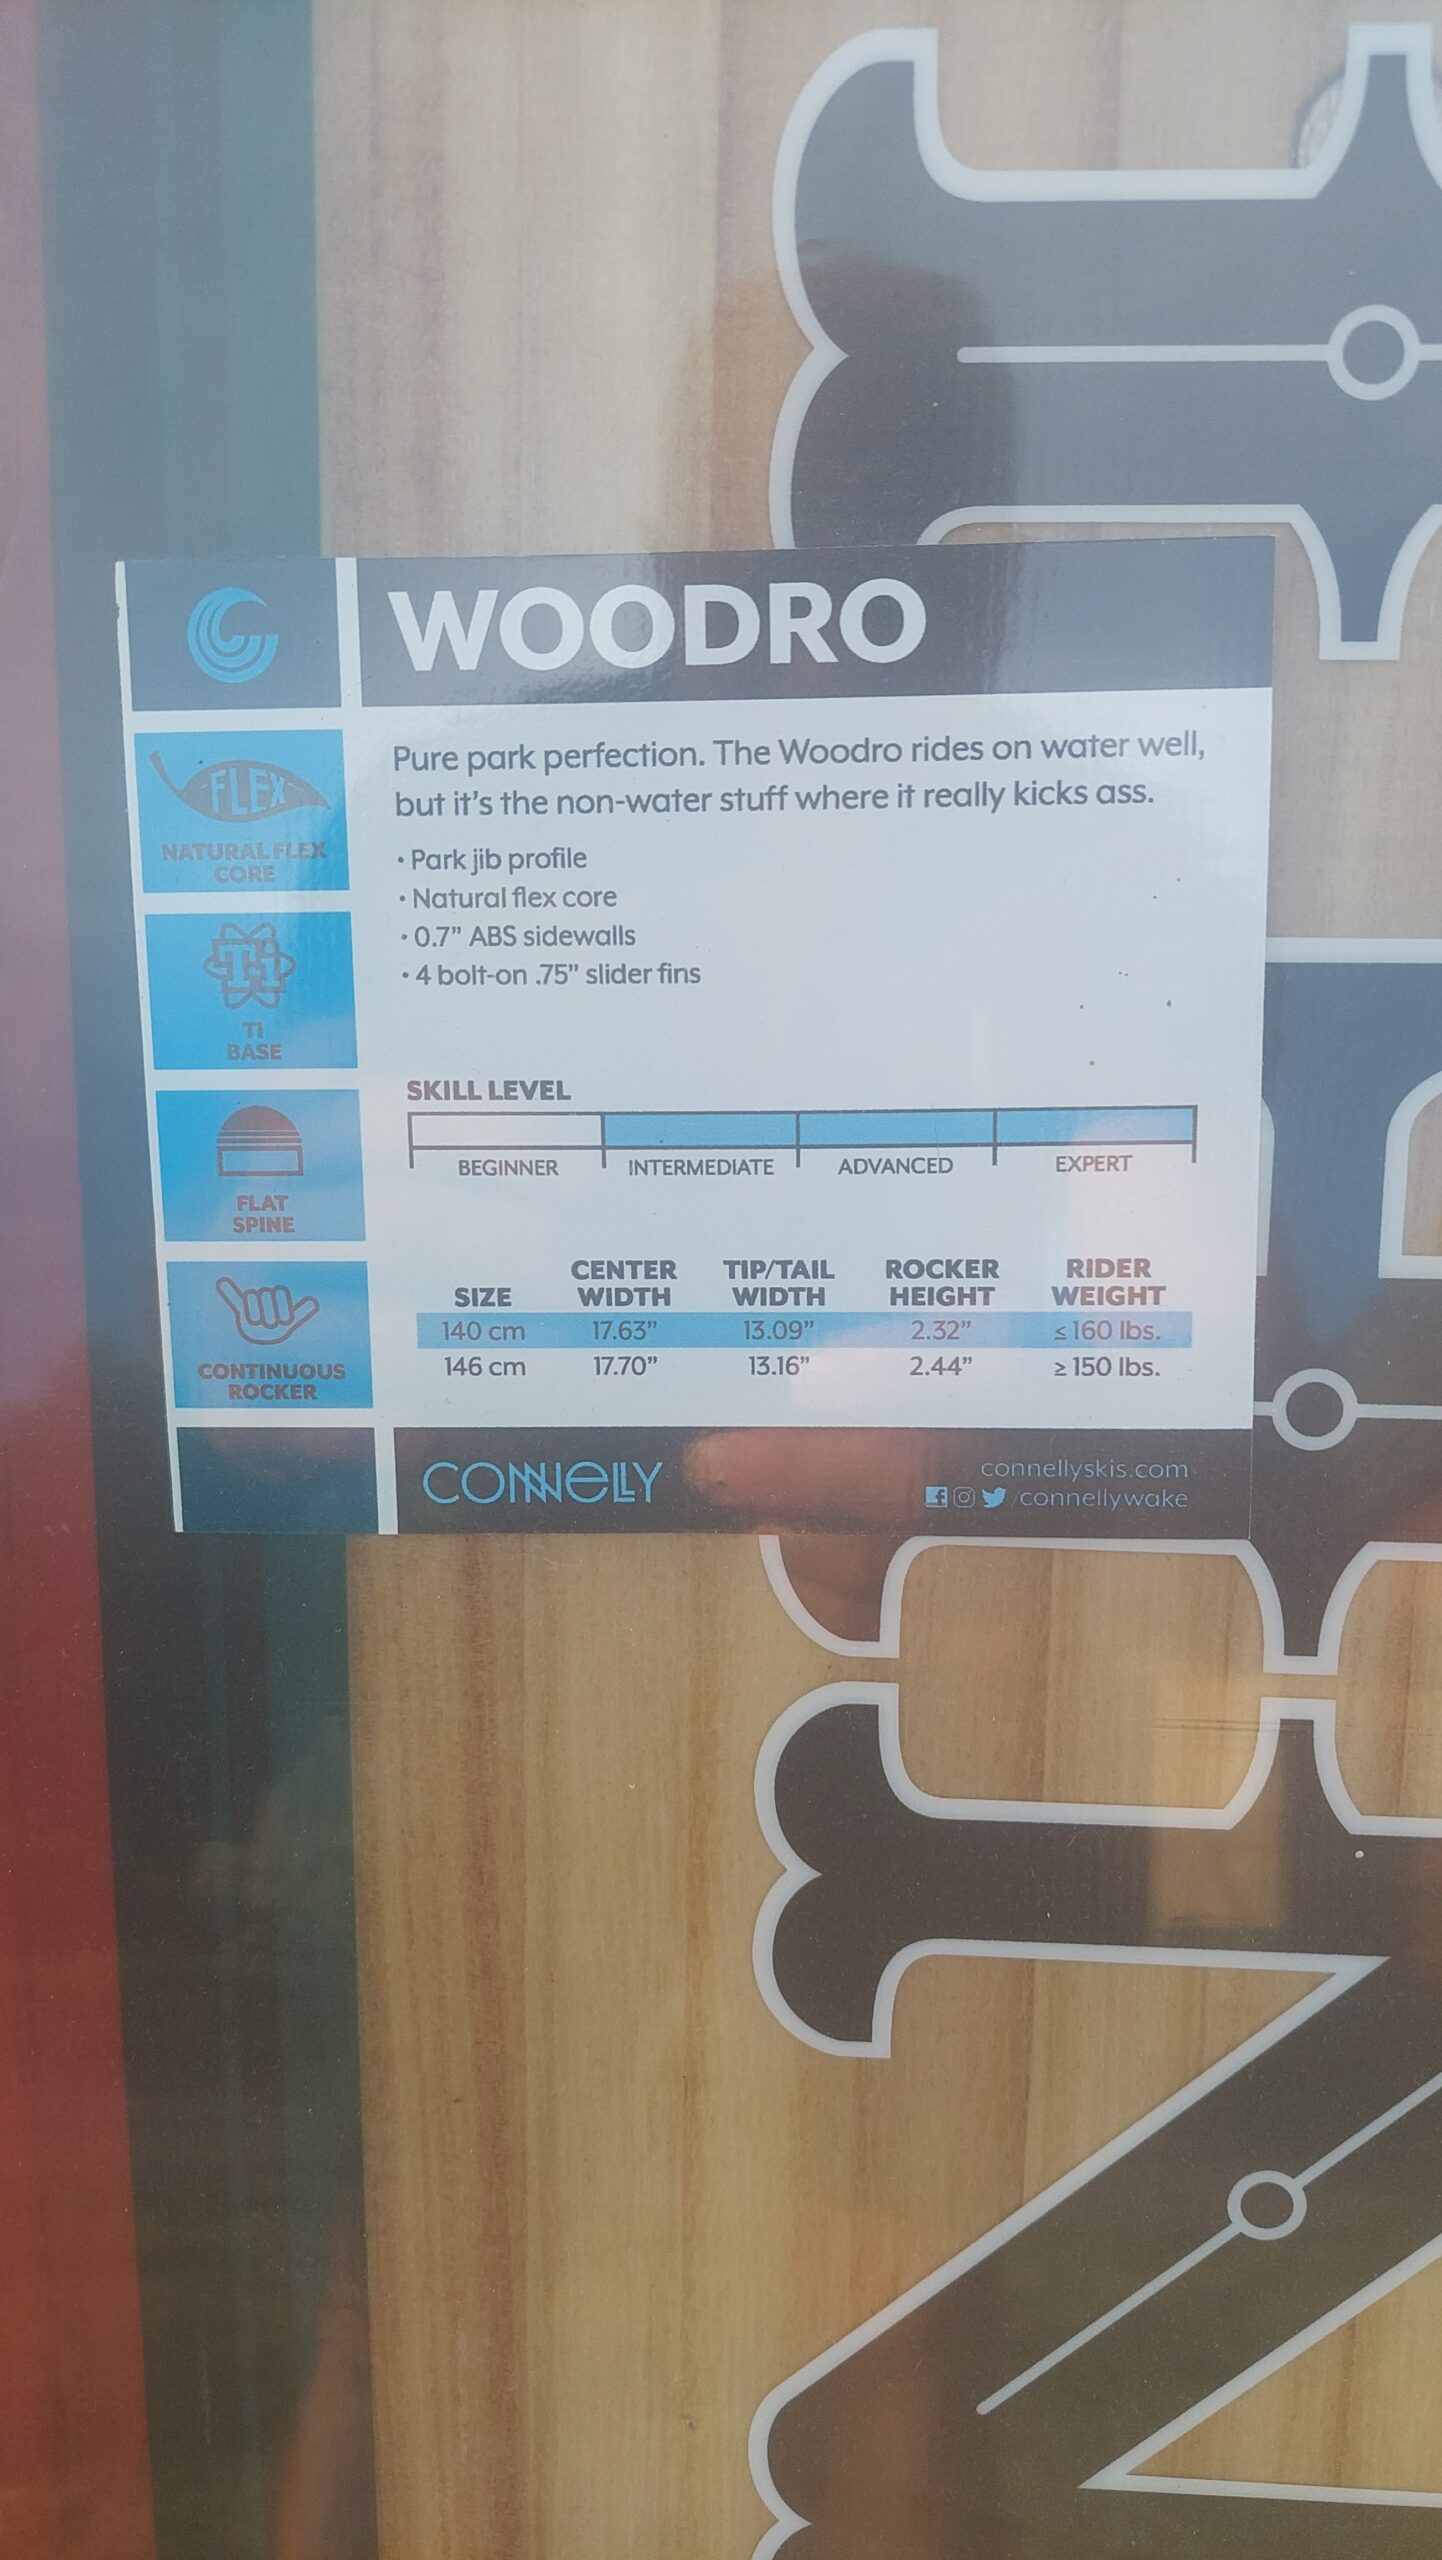 WOODRO
Pure park perfection. The Woodro rides on water well,
but it's the non-water stuff where it really kicks ass.
• Park jib profile
• Natural flex core
• 0.7” ABS sidewalls
• 4 bolt-on .75” slider fins
FLEX
NATURAL FLEX
CORE
Ti
TI
BASE
FLAT
SPINE
CONTINUOUS
ROCKER
SKILL LEVEL
BEGINNER INTERMEDIATE ADVANCED EXPERT
SIZE CENTER WIDTH TIP/TAIL WIDTH ROCKER HEIGHT RIDER WEIGHT
140 cm 17.63” 13.09” 2.32” ≤ 160 lbs.
146 cm 17.70” 13.16” 2.44” ≥ 150 lbs.
CONNELLY
connellyskis.com
/connellywake